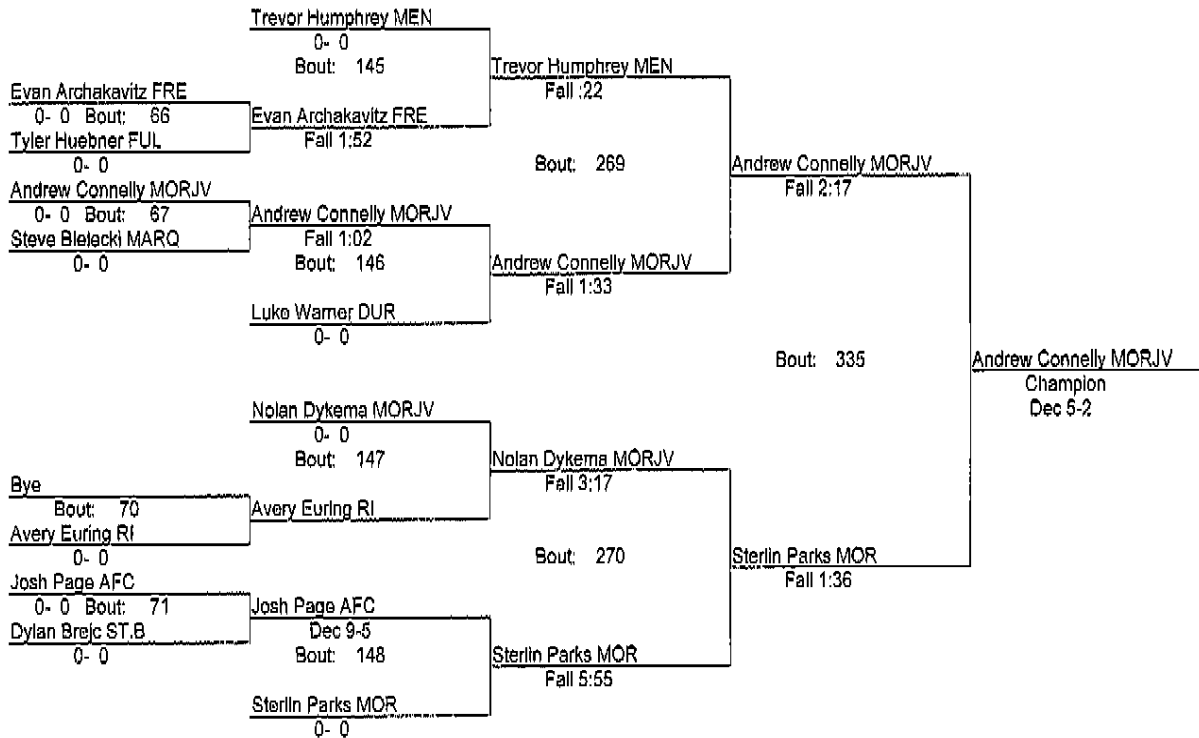 Trevor Humphrey MEN
0- 0
Bout: 145
Evan Archakavitz FRE
0- 0 Bout: 66
Tyler Huebner FUL
0- 0
Evan Archakavitz FRE
Fall 1:52
Trevor Humphrey MEN
Fall :22
Bout: 269
Andrew Connelly MORJV
0- 0 Bout: 67
Steve Bielecki MARQ
0- 0
Andrew Connelly MORJV
Fall 1:02
Bout: 146
Luke Warner DUR
0- 0
Andrew Connelly MORJV
Fall 1:33
Andrew Connelly MORJV
Fall 2:17
Bout: 335
Andrew Connelly MORJV
Champion
Dec 5-2
Nolan Dykema MORJV
0- 0
Bout: 147
Bye
Bout: 70
Avery Euring RI
0- 0
Avery Euring RI
Nolan Dykema MORJV
Fall 3:17
Bout: 270
Josh Page AFC
0- 0 Bout: 71
Dylan Brejc ST.B
0- 0
Josh Page AFC
Dec 9-5
Bout: 148
Sterlin Parks MOR
0- 0
Sterlin Parks MOR
Fall 5:55
Sterlin Parks MOR
Fall 1:36